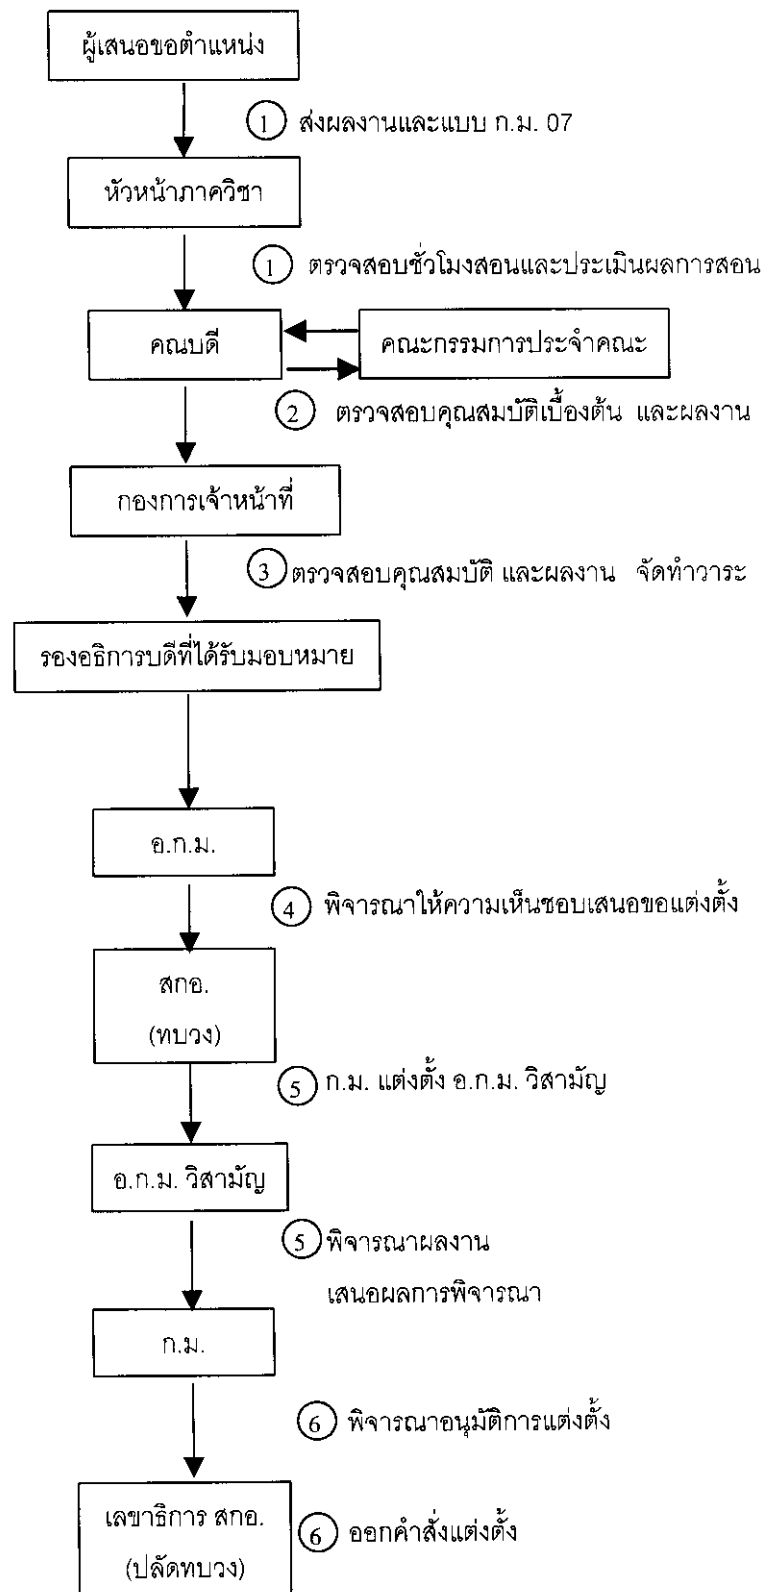 ผู้เสนอขอตำแหน่ง
1 ส่งผลงานและแบบ ก.ม. 07
หัวหน้าภาควิชา
1 ตรวจสอบชั่วโมงสอนและประเมินผลการสอน
คณบดี
คณะกรรมการประจำคณะ
2 ตรวจสอบคุณสมบัติเบื้องต้น และผลงาน
กองการเจ้าหน้าที่
3 ตรวจสอบคุณสมบัติ และผลงาน จัดทำวาระ
รองอธิการบดีที่ได้รับมอบหมาย
อ.ก.ม.
4 พิจารณาให้ความเห็นชอบเสนอขอแต่งตั้ง
สกอ.
(ทบวง)
5 ก.ม. แต่งตั้ง อ.ก.ม. วิสามัญ
อ.ก.ม. วิสามัญ
5 พิจารณาผลงาน
เสนอผลการพิจารณา
ก.ม.
6 พิจารณาอนุมัติการแต่งตั้ง
เลขาธิการ สกอ.
(ปลัดทบวง)
6 ออกคำสั่งแต่งตั้ง